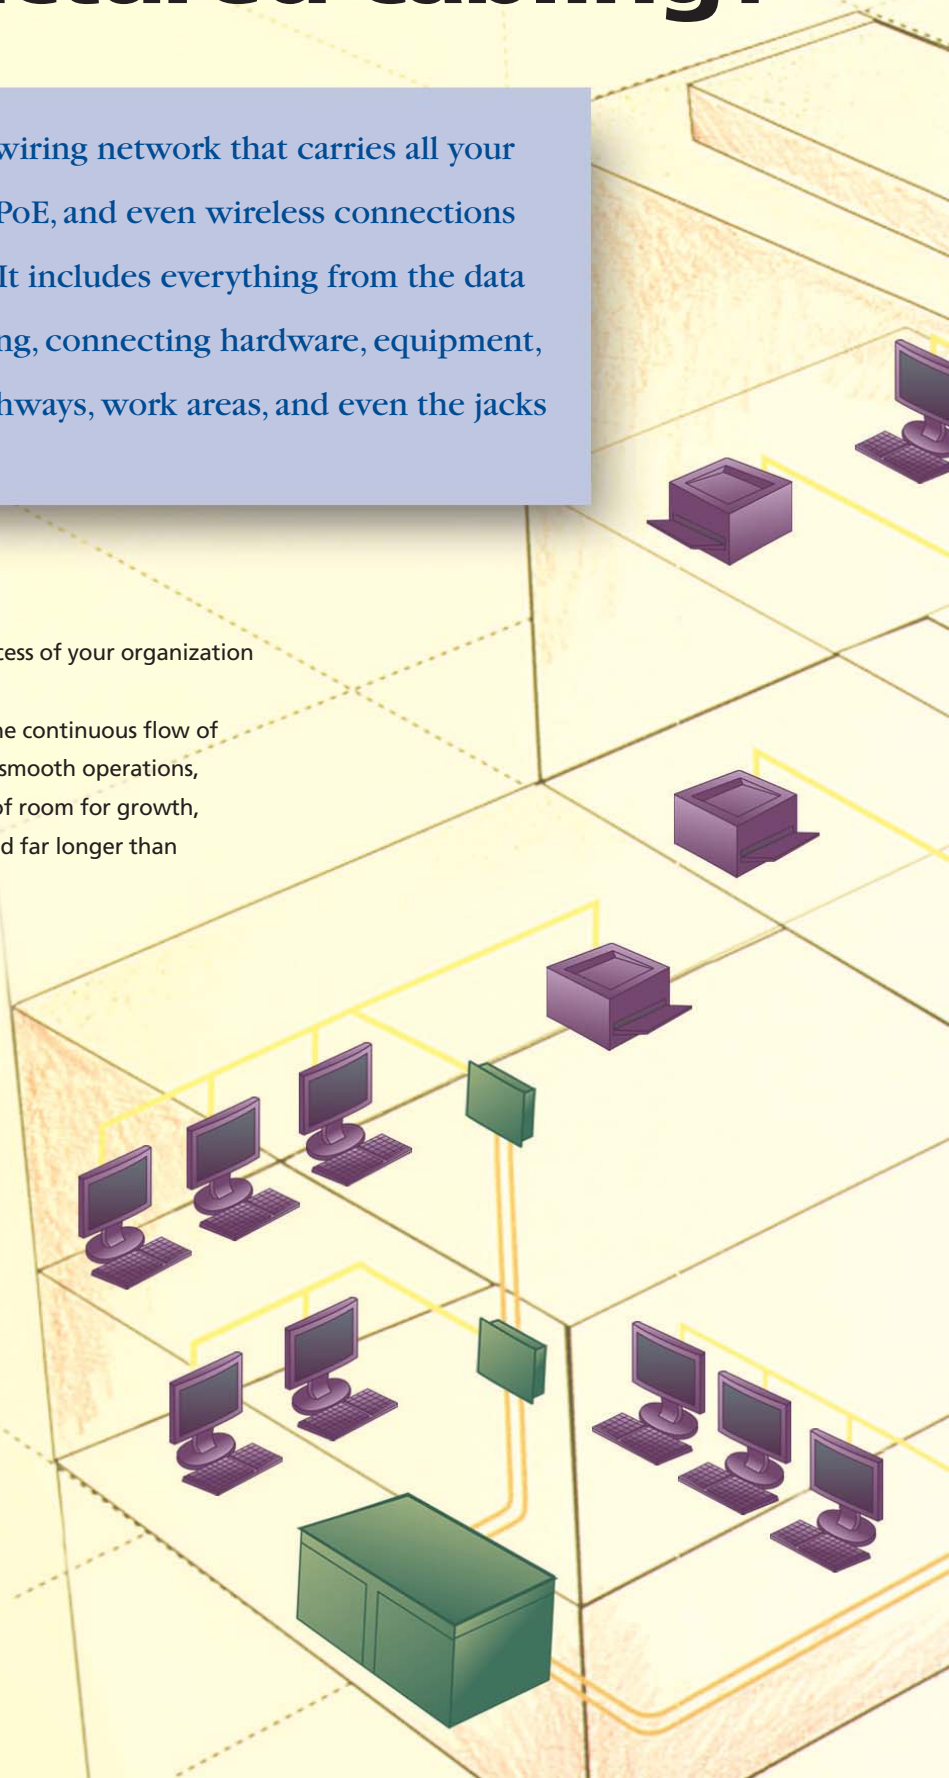 ctured cabling?
wiring network that carries all your
PoE, and even wireless connections
It includes everything from the data
ng, connecting hardware, equipment,
hways, work areas, and even the jacks
cess of your organization
he continuous flow of
smooth operations,
of room for growth,
d far longer than